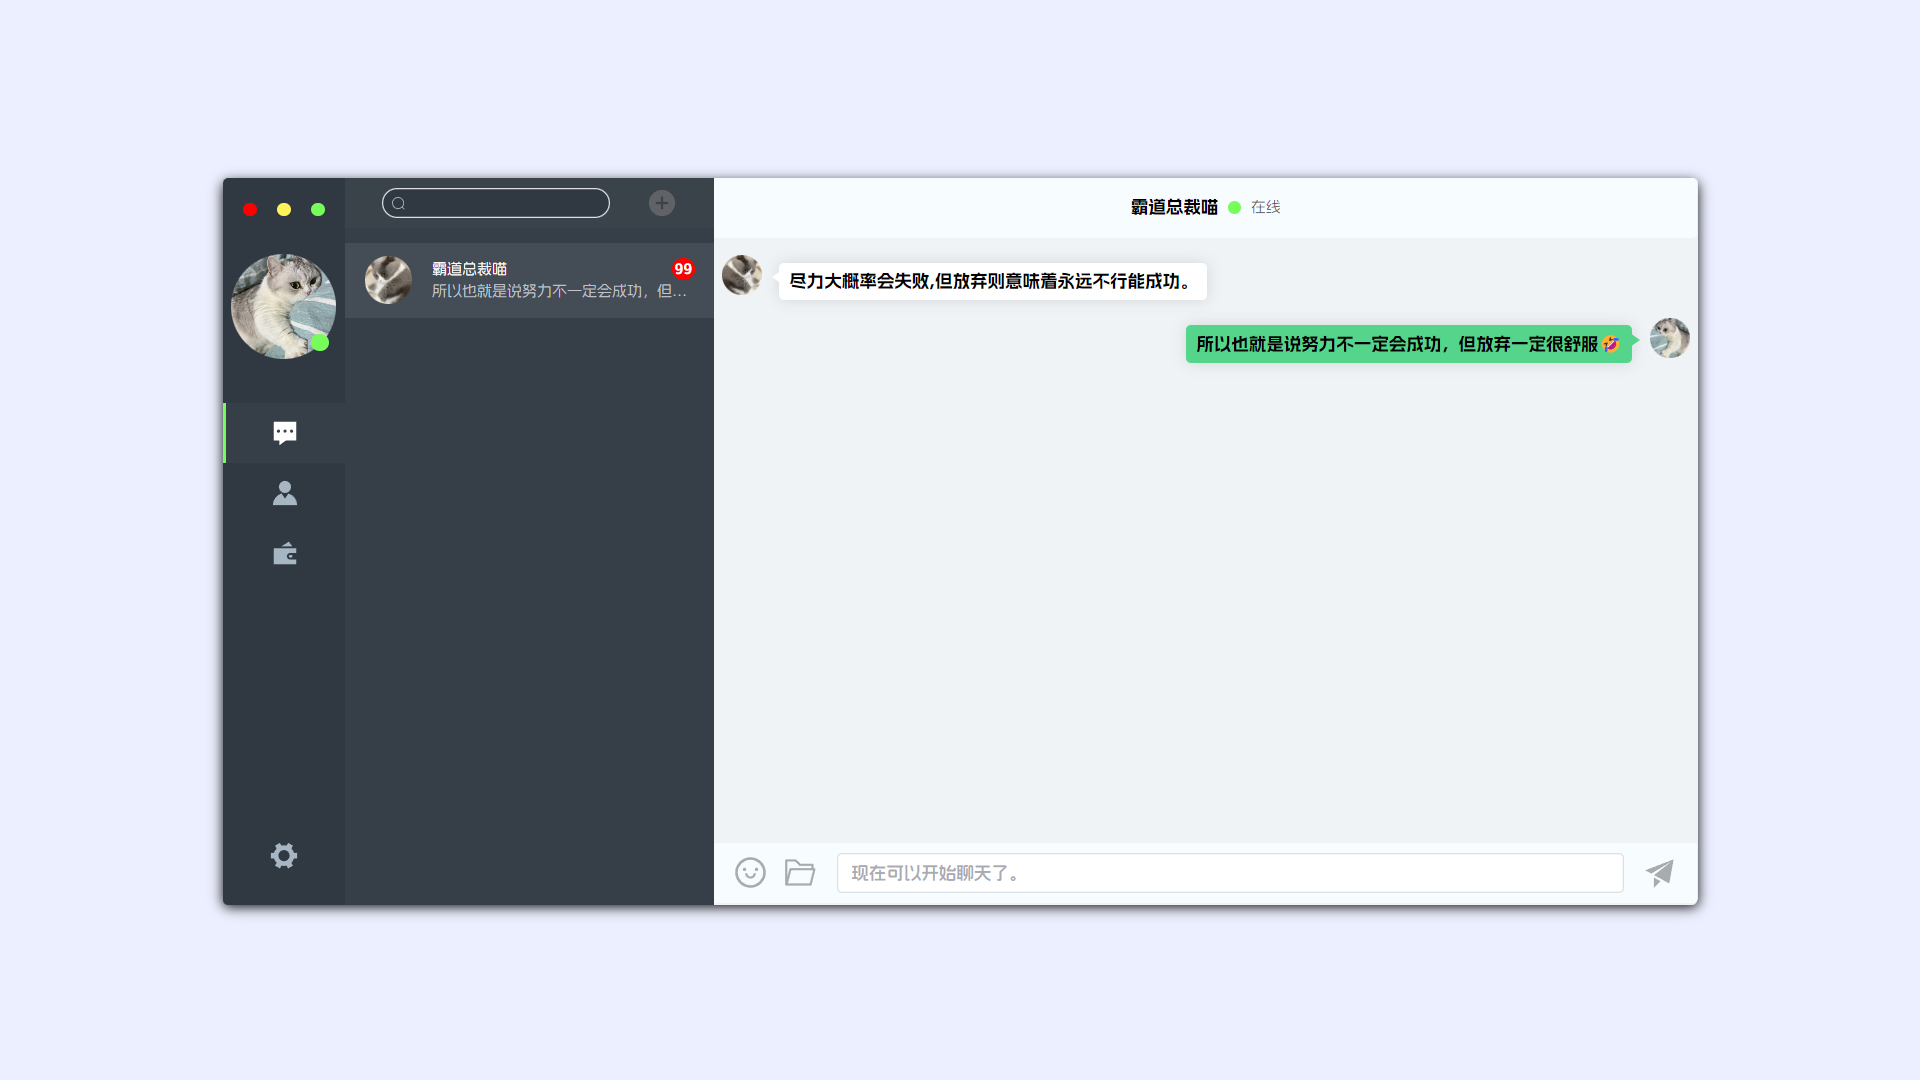 霸道总裁喵
99
所以也就是说努力不一定会成功，但...
霸道总裁喵 在线
尽力大概率会失败,但放弃则意味着永远不行能成功。
所以也就是说努力不一定会成功，但放弃一定很舒服🤣
现在可以开始聊天了。